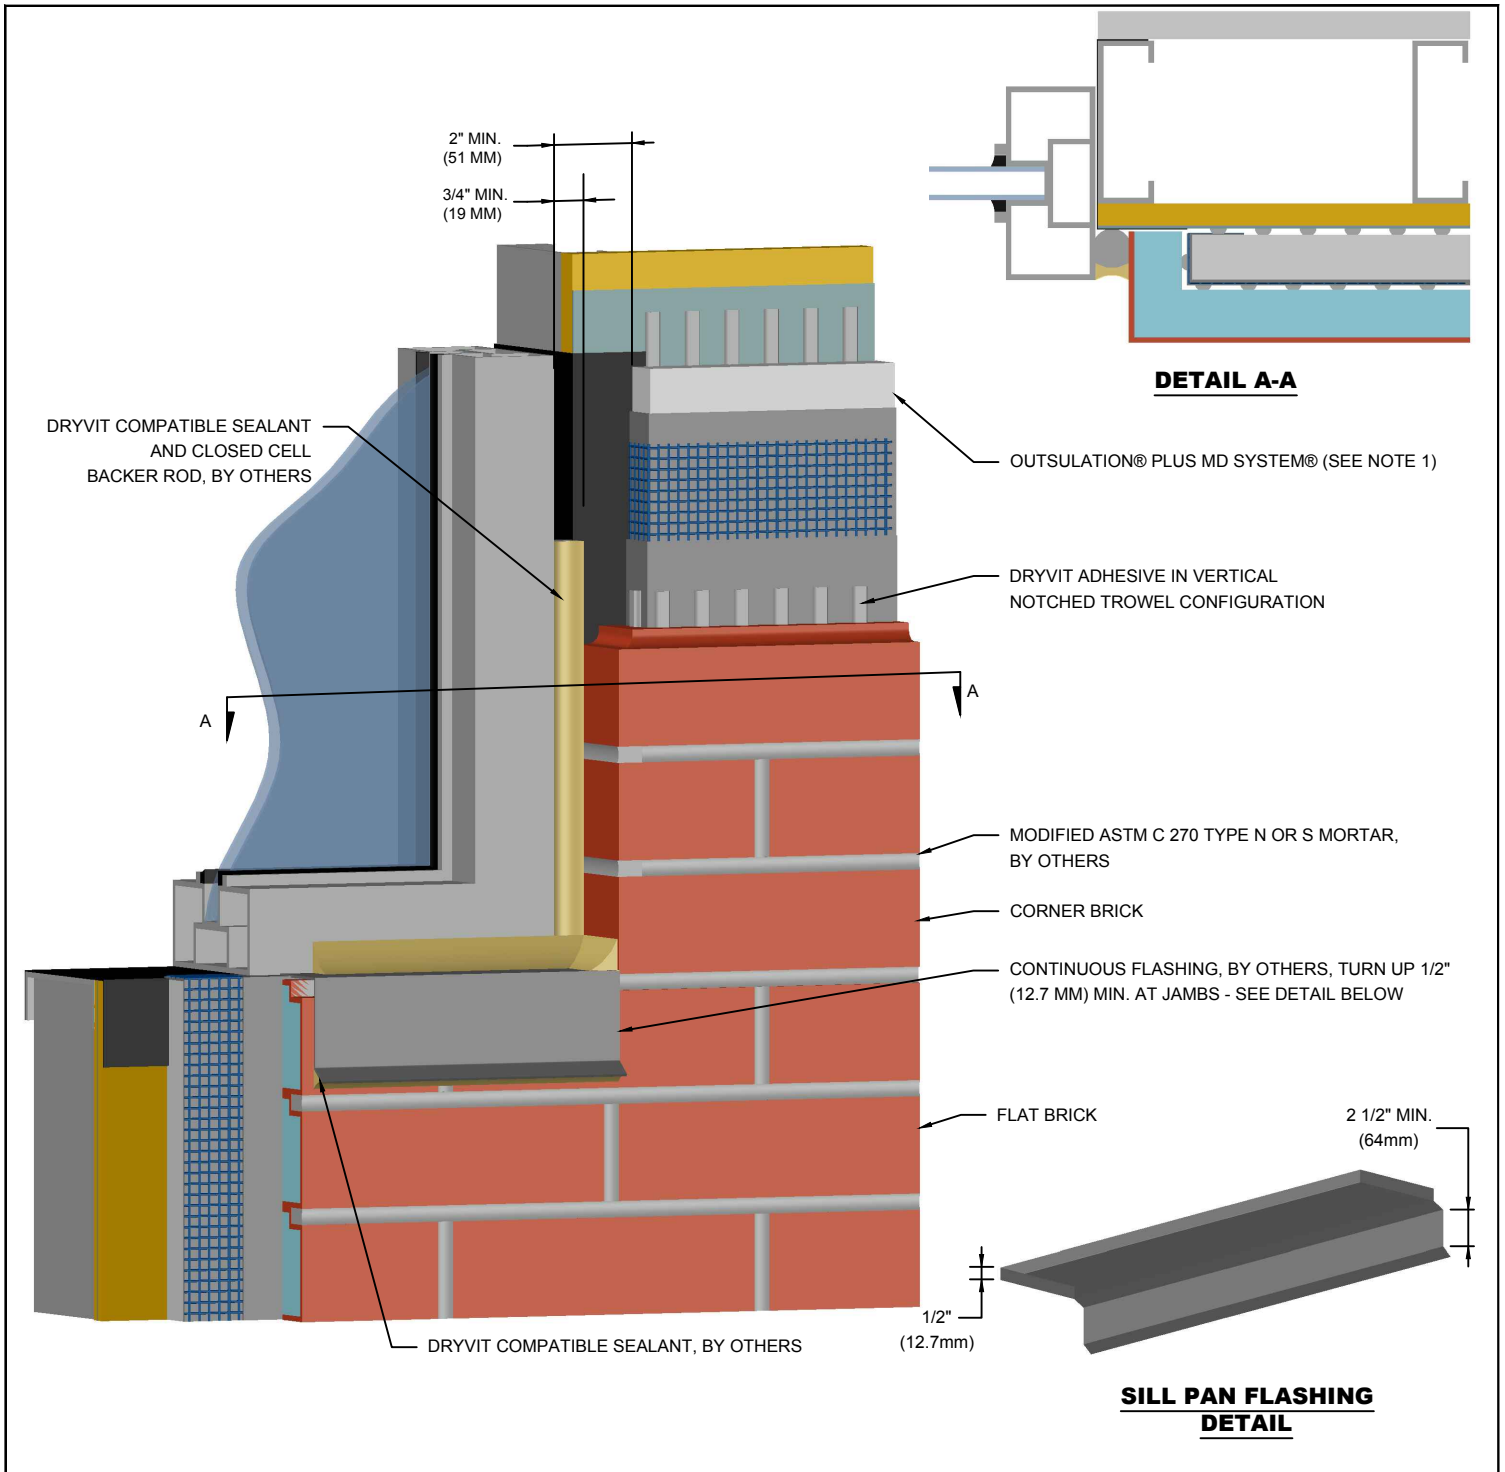 2" MIN.
(51 MM)
3/4" MIN.
(19 MM)
DETAIL A-A
DRYVIT COMPATIBLE SEALANT
AND CLOSED CELL
BACKER ROD, BY OTHERS
OUTSULATION® PLUS MD SYSTEM® (SEE NOTE 1)
DRYVIT ADHESIVE IN VERTICAL
NOTCHED TROWEL CONFIGURATION
A
A
MODIFIED ASTM C 270 TYPE N OR S MORTAR,
BY OTHERS
CORNER BRICK
CONTINUOUS FLASHING, BY OTHERS, TURN UP 1/2"
(12.7 MM) MIN. AT JAMBS - SEE DETAIL BELOW
FLAT BRICK
2 1/2" MIN.
(64mm)
1/2"
(12.7mm)
DRYVIT COMPATIBLE SEALANT, BY OTHERS
SILL PAN FLASHING
DETAIL